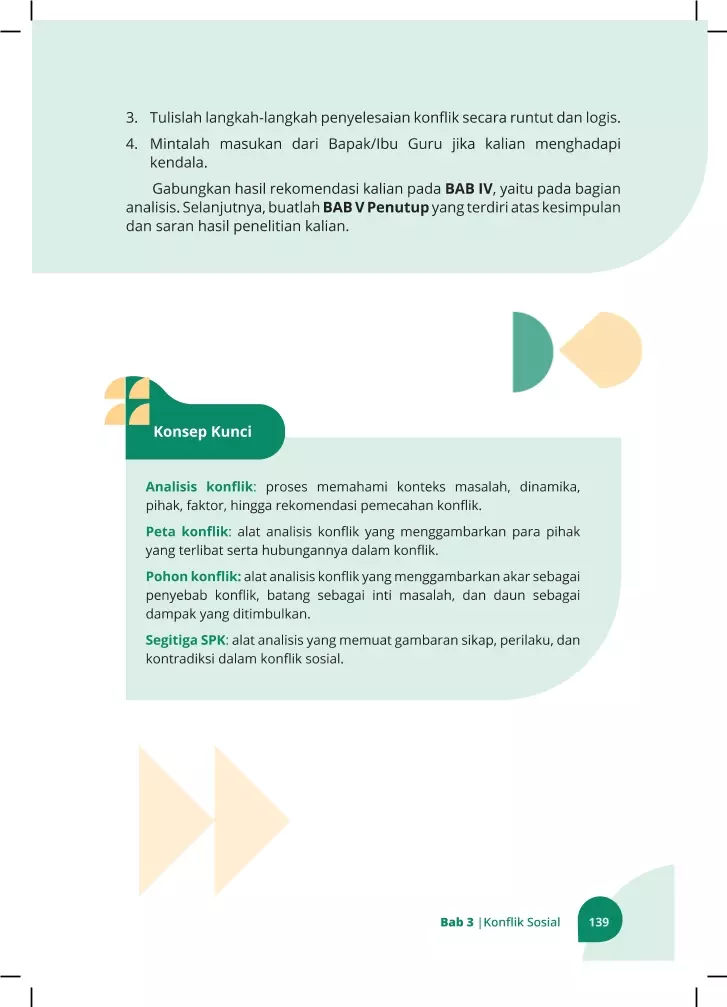 3. Tulislah langkah-langkah penyelesaian konflik secara runtut dan logis.
4. Mintalah masukan dari Bapak/Ibu Guru jika kalian menghadapi
kendala.
Gabungkan hasil rekomendasi kalian pada BAB IV, yaitu pada bagian
analisis. Selanjutnya, buatlah BAB V Penutup yang terdiri atas kesimpulan
dan saran hasil penelitian kalian.
Konsep Kunci
Analisis konflik: proses memahami konteks masalah, dinamika,
pihak, faktor, hingga rekomendasi pemecahan konflik.
Peta konflik: alat analisis konflik yang menggambarkan para pihak
yang terlibat serta hubungannya dalam konflik.
Pohon konflik: alat analisis konflik yang menggambarkan akar sebagai
penyebab konflik, batang sebagai inti masalah, dan daun sebagai
dampak yang ditimbulkan.
Segitiga SPK: alat analisis yang memuat gambaran sikap, perilaku, dan
kontradiksi dalam konflik sosial.
Bab 3 |Konflik Sosial 139